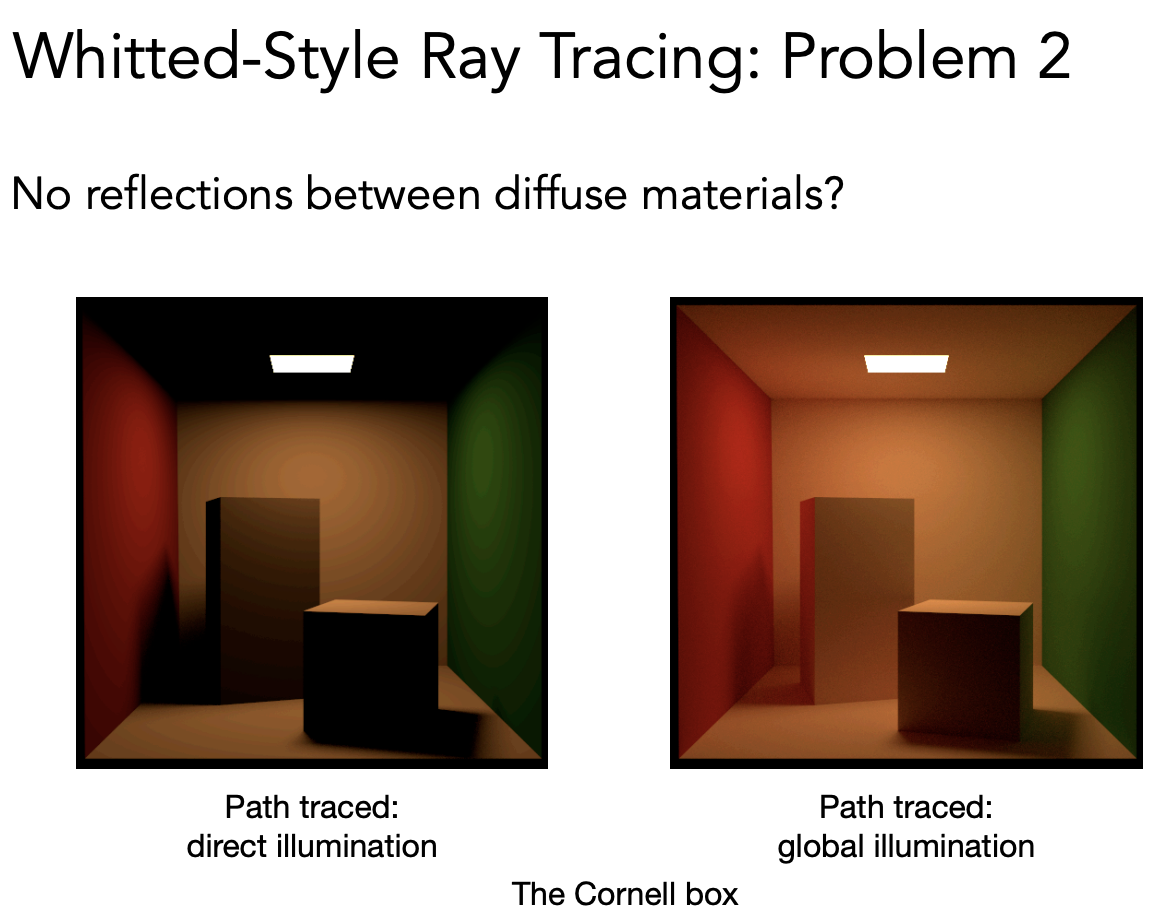 Whitted-Style Ray Tracing: Problem 2
No reflections between diffuse materials?
Path traced:
direct illumination
Path traced:
global illumination
The Cornell box